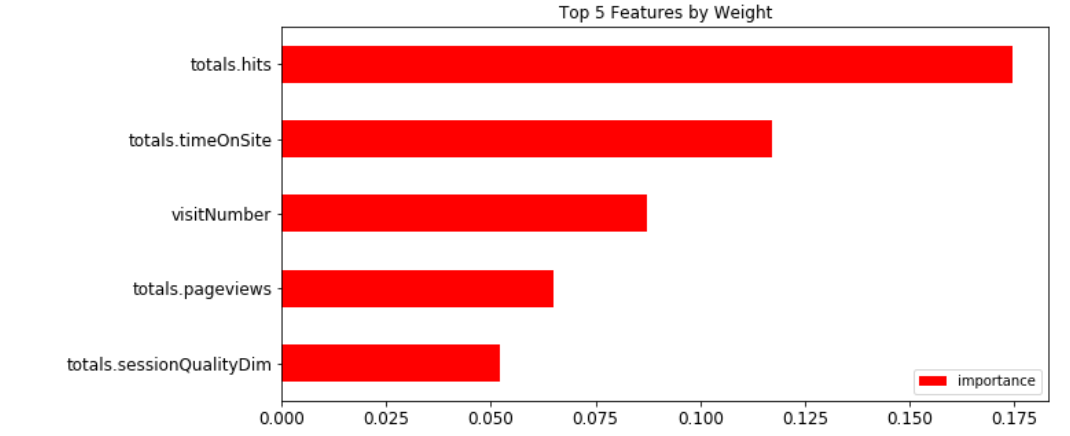 Top 5 Features by Weight
totals.hits
totals.timeOnSite
visitNumber
totals.pageviews
totals.sessionQualityDim
importance
0.000 0.025 0.050 0.075 0.100 0.125 0.150 0.175